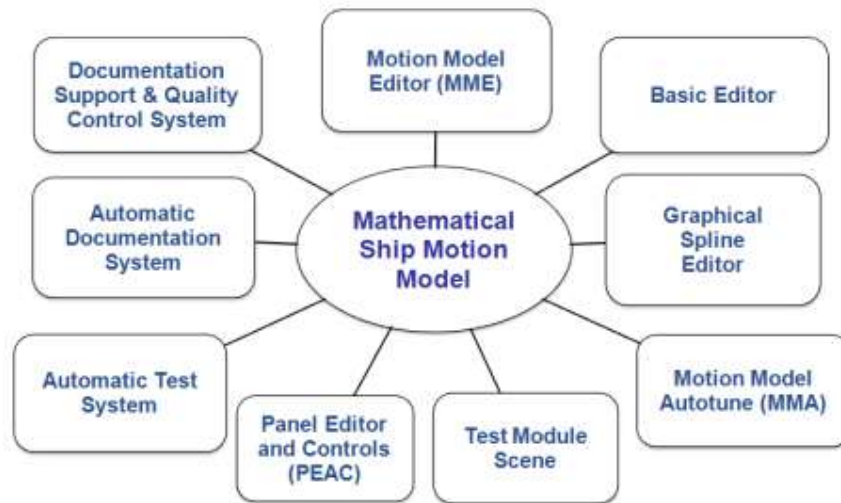 Documentation
Support & Quality
Control System
Motion Model
Editor (MME)
Basic Editor
Automatic
Documentation
System
Mathematical
Ship Motion
Model
Graphical
Spline
Editor
Automatic Test
System
Panel Editor
and Controls
(PEAC)
Test Module
Scene
Motion Model
Autotune (MMA)